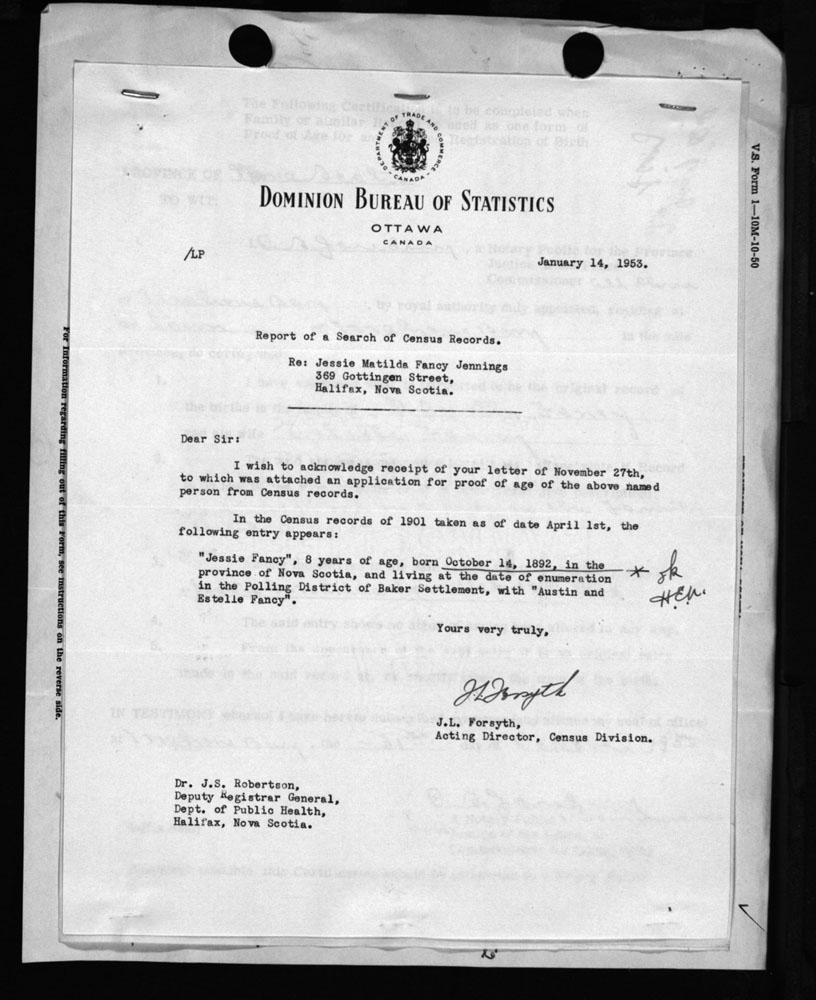 DEPARTMENT OF TRADE AND COMMERCE
CANADA
DOMINION BUREAU OF STATISTICS
OTTAWA
CANADA
/LP
January 14, 1953.
Report of a Search of Census Records.
Re: Jessie Matilda Fancy Jennings
369 Gottingen Street,
Halifax, Nova Scotia.
Dear Sir:
I wish to acknowledge receipt of your letter of November 27th,
to which was attached an application for proof of age of the above named
person from Census records.
In the Census records of 1901 taken as of date April 1st, the
following entry appears:
"Jessie Fancy", 8 years of age, born October 14, 1892, in the
province of Nova Scotia, and living at the date of enumeration
in the Polling District of Baker Settlement, with "Austin and
Estelle Fancy".
Yours very truly,
J.L. Forsyth
J.L. Forsyth,
Acting Director, Census Division.
Dr. J.S. Robertson,
Deputy Registrar General,
Dept. of Public Health,
Halifax, Nova Scotia.
V.S. Form 1—10M-10-50
For information regarding filling out of this Form, see instructions on the reverse side.